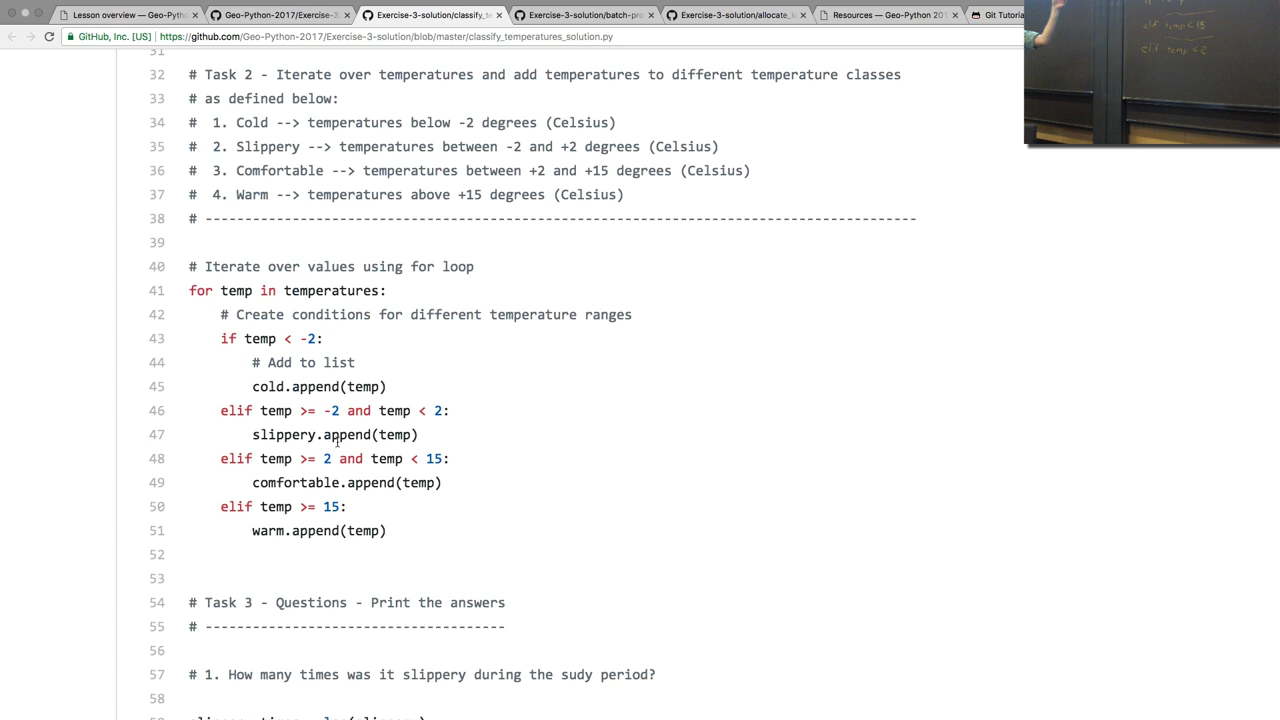 Lesson overview — Geo-Pytho
Geo-Python-2017/Exercise-3
Exercise-3-solution/classify_te
Exercise-3-solution/batch-pro
Exercise-3-solution/allocate_
Resources — Geo Python 201
Git Tutoria
GitHub, Inc. [US] | https://github.com/Geo-Python-2017/Exercise-3-solution/blob/master/classify_temperatures_solution.py
elif temp < 15
elif temp < 2
31
32 # Task 2 - Iterate over temperatures and add temperatures to different temperature classes
33 # as defined below:
34 #  1. Cold --> temperatures below -2 degrees (Celsius)
35 #  2. Slippery --> temperatures between -2 and +2 degrees (Celsius)
36 #  3. Comfortable --> temperatures between +2 and +15 degrees (Celsius)
37 #  4. Warm --> temperatures above +15 degrees (Celsius)
38 # ------------------------------------------------------------------------------------------
39
40 # Iterate over values using for loop
41 for temp in temperatures:
42     # Create conditions for different temperature ranges
43     if temp < -2:
44         # Add to list
45         cold.append(temp)
46     elif temp >= -2 and temp < 2:
47         slippery.append(temp)
48     elif temp >= 2 and temp < 15:
49         comfortable.append(temp)
50     elif temp >= 15:
51         warm.append(temp)
52
53
54 # Task 3 - Questions - Print the answers
55 # --------------------------------------
56
57 # 1. How many times was it slippery during the sudy period?
58